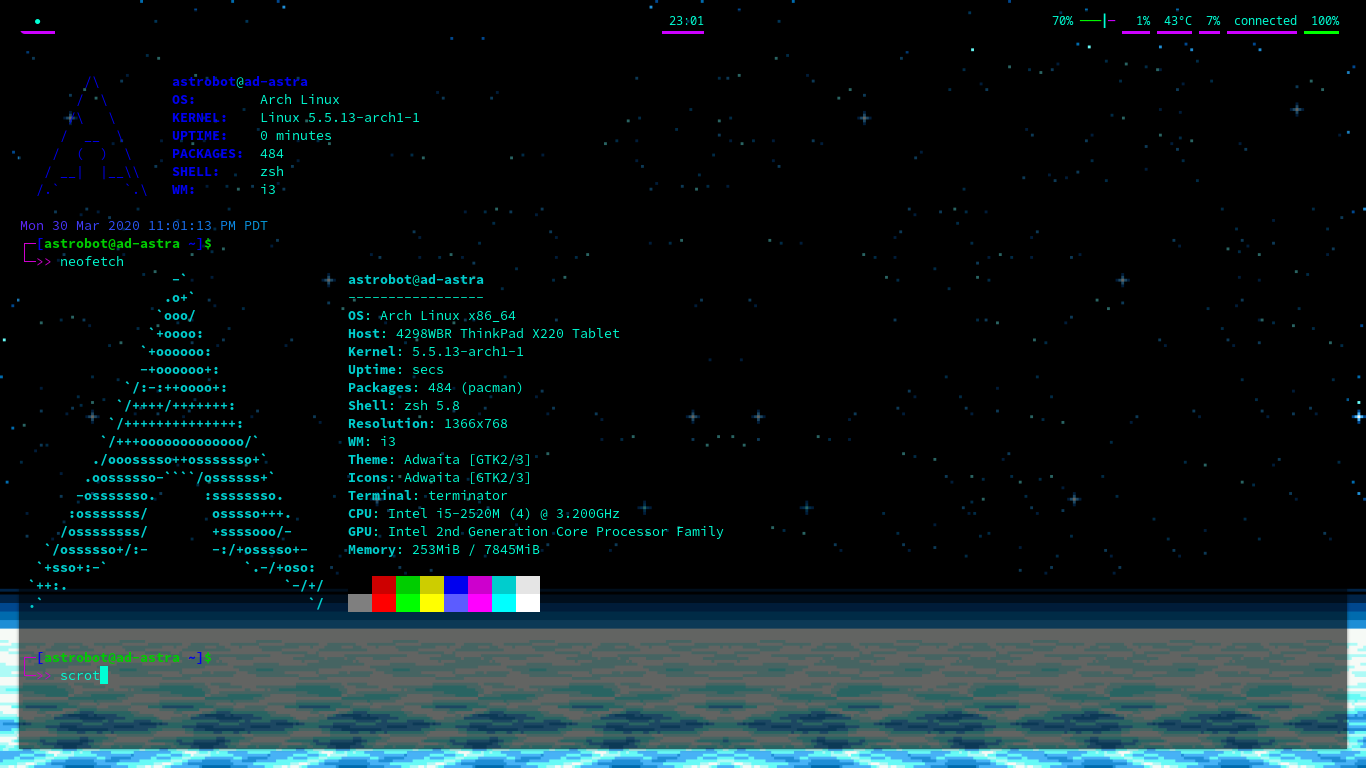 23:01 70% 1% 43°C 7% connected 100%
astrobot@ad-astra
OS: Arch Linux
KERNEL: Linux 5.5.13-arch1-1
UPTIME: 0 minutes
PACKAGES: 484
SHELL: zsh
WM: i3
Mon 30 Mar 2020 11:01:13 PM PDT
[astrobot@ad-astra ~]$
>> neofetch
astrobot@ad-astra
-----------------
OS: Arch Linux x86_64
Host: 4298WBR ThinkPad X220 Tablet
Kernel: 5.5.13-arch1-1
Uptime: secs
Packages: 484 (pacman)
Shell: zsh 5.8
Resolution: 1366x768
WM: i3
Theme: Adwaita [GTK2/3]
Icons: Adwaita [GTK2/3]
Terminal: terminator
CPU: Intel i5-2520M (4) @ 3.200GHz
GPU: Intel 2nd Generation Core Processor Family
Memory: 253MiB / 7845MiB
[astrobot@ad-astra ~]$
>> scrot